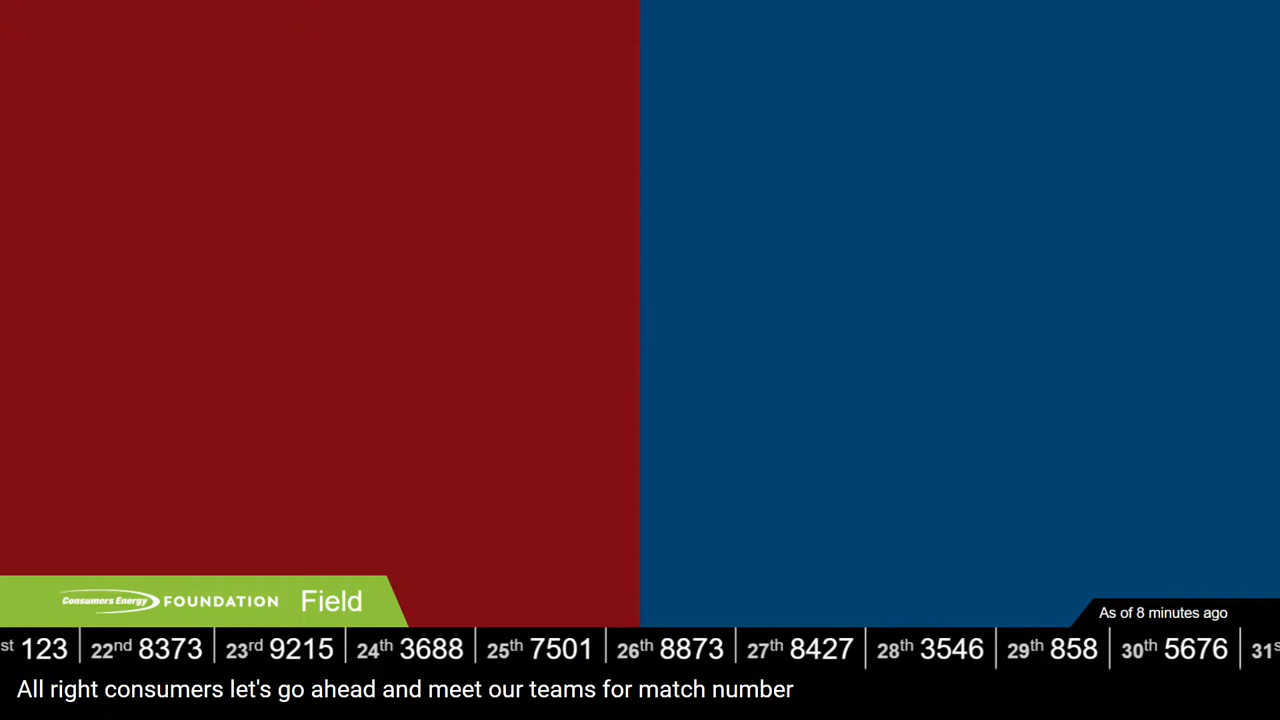 Consumers Energy FOUNDATION Field
As of 8 minutes ago
st 123 22nd 8373 23rd 9215 24th 3688 25th 7501 26th 8873 27th 8427 28th 3546 29th 858 30th 5676 31s
All right consumers let's go ahead and meet our teams for match number